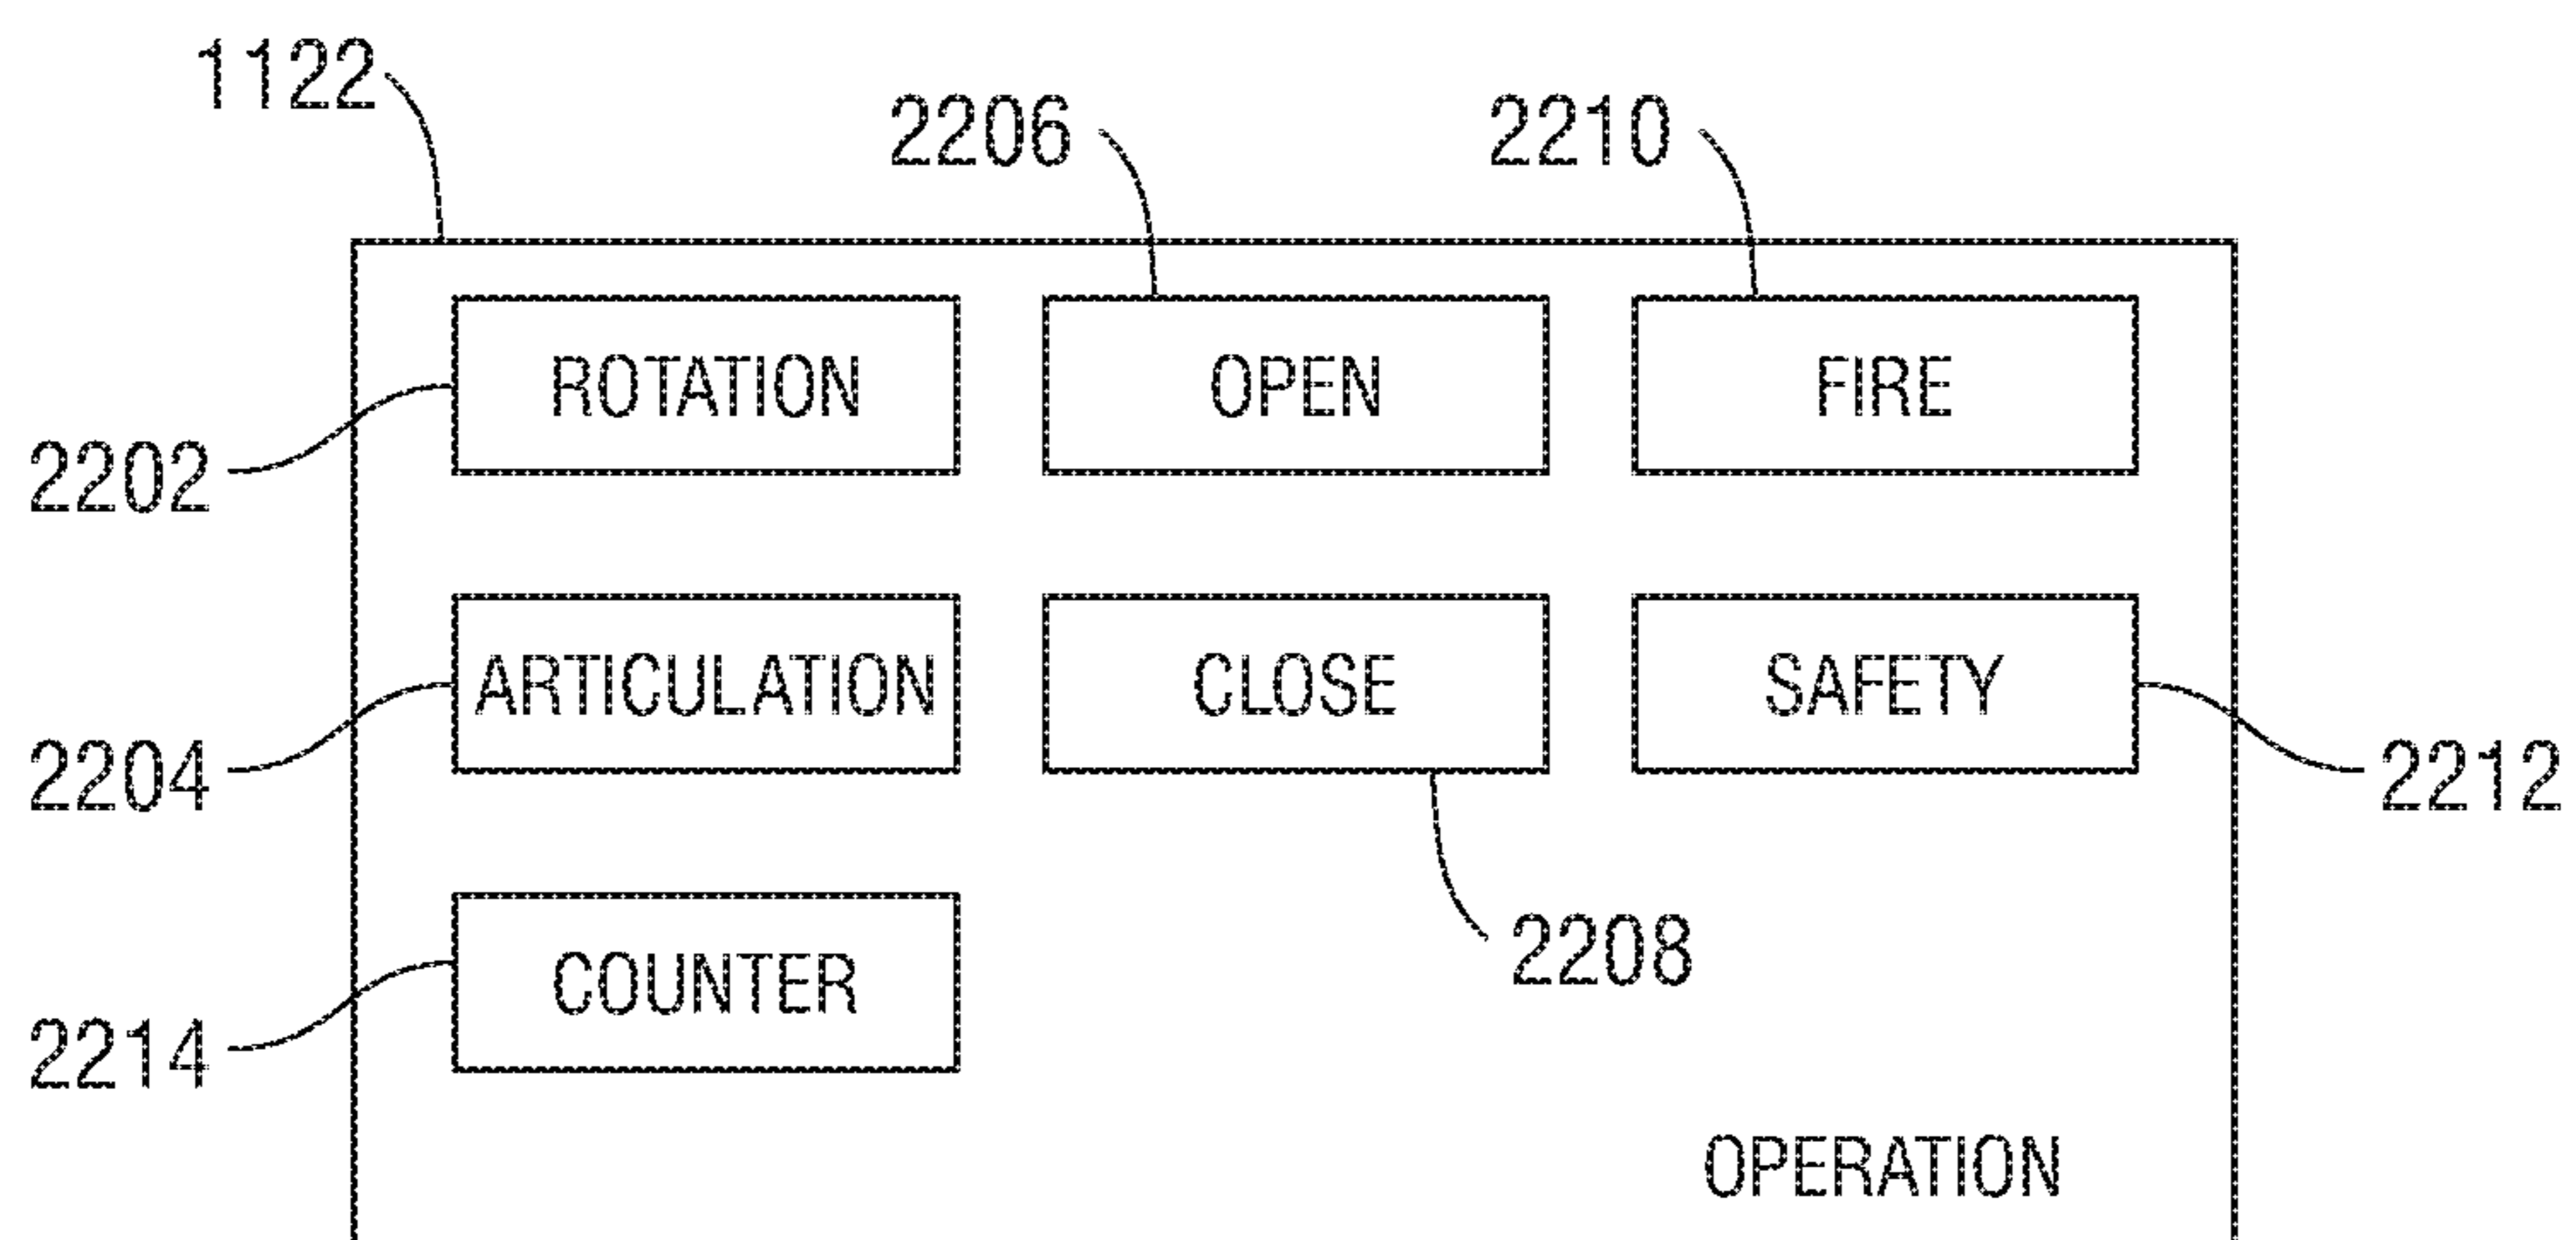 1122
2206
2210
ROTATION
OPEN
FIRE
2202
ARTICULATION
CLOSE
SAFETY
2204
2212
2208
COUNTER
2214
OPERATION